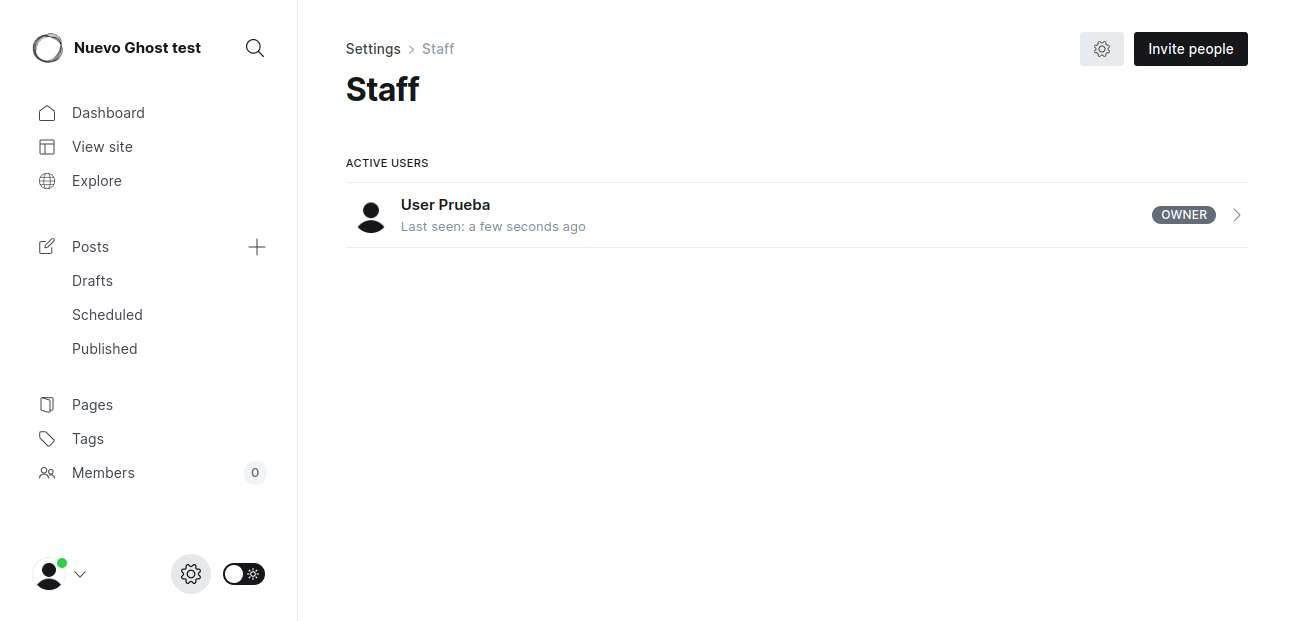 Nuevo Ghost test
Dashboard
View site
Explore
Posts
Drafts
Scheduled
Published
Pages
Tags
Members 0
Settings > Staff
Invite people
Staff
ACTIVE USERS
User Prueba
Last seen: a few seconds ago
OWNER